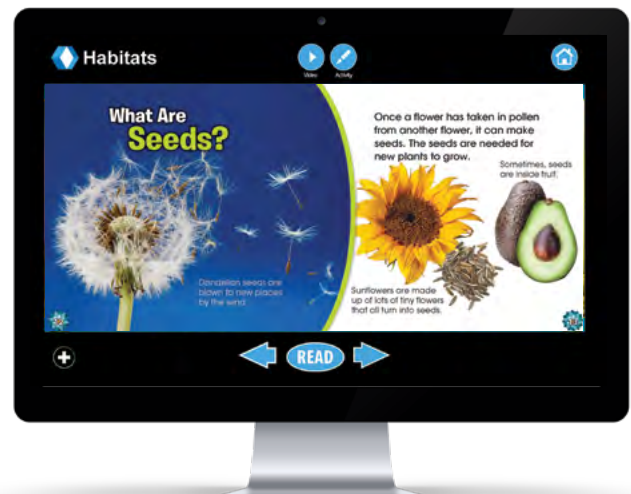 Habitats
Video
Activity
What Are
Seeds?
Dandelion seeds are
blown to new places
by the wind.
Once a flower has taken in pollen
from another flower, it can make
seeds. The seeds are needed for
new plants to grow.
Sometimes, seeds
are inside fruit.
Sunflowers are made
up of lots of tiny flowers
that all turn into seeds.
READ